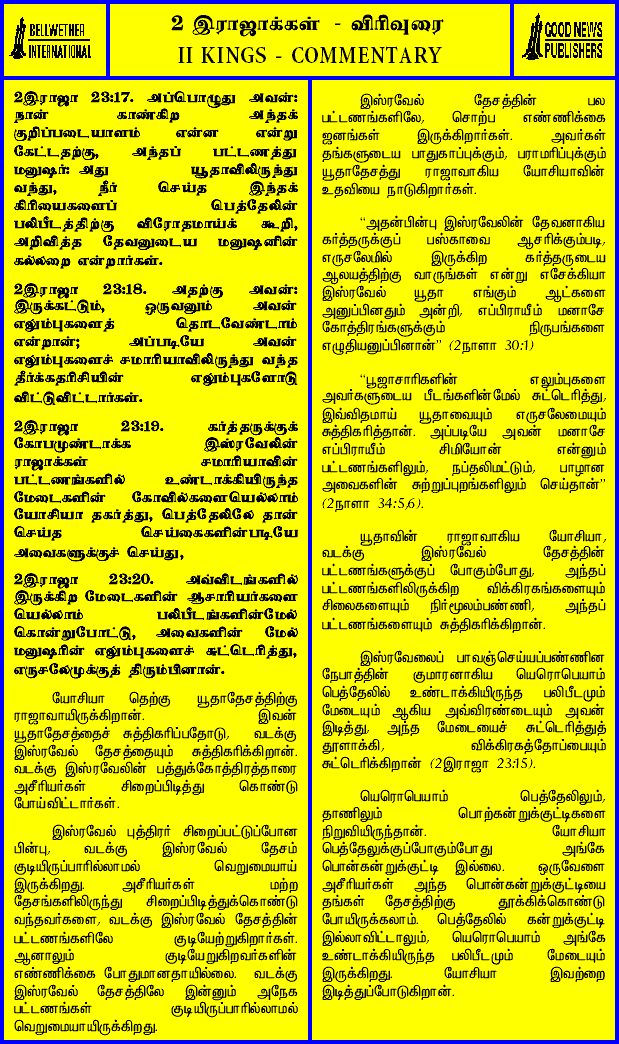 BELLWETHER
INTERNATIONAL
2 இராஜாக்கள் - விரிவுரை
II KINGS - COMMENTARY
GOOD NEWS
PUBLISHERS
2இராஜா 23:17. அப்பொழுது அவன்:
நான் காண்கிற அந்தக்
குறிப்படையாளம் என்ன என்று
கேட்டதற்கு, அந்தப் பட்டணத்து
மனுஷர்: அது யூதாவிலிருந்து
வந்து, நீர் செய்த இந்தக்
கிரியைகளைப் பெத்தேலின்
பலிபீடத்திற்கு விரோதமாய்க் கூறி,
அறிவித்த தேவனுடைய மனுஷனின்
கல்லறை என்றார்கள்.
2இராஜா 23:18. அதற்கு அவன்:
இருக்கட்டும், ஒருவனும் அவன்
எலும்புகளைத் தொடவேண்டாம்
என்றான்; அப்படியே அவன்
எலும்புகளைச் சமாரியாவிலிருந்து வந்த
தீர்க்கதரிசியின் எலும்புகளோடு
விட்டுவிட்டார்கள்.
2இராஜா 23:19. கர்த்தருக்குக்
கோபமுண்டாக்க இஸ்ரவேலின்
ராஜாக்கள் சமாரியாவின்
பட்டணங்களில் உண்டாக்கியிருந்த
மேடைகளின் கோவில்களையெல்லாம்
யோசியா தகர்த்து, பெத்தேலிலே தான்
செய்த செய்கைகளின்படியே
அவைகளுக்குச் செய்து,
2இராஜா 23:20. அவ்விடங்களில்
இருக்கிற மேடைகளின் ஆசாரியர்களை
யெல்லாம் பலிபீடங்களின்மேல்
கொன்றுபோட்டு, அவைகளின் மேல்
மனுஷரின் எலும்புகளைச் சுட்டெரித்து,
எருசலேமுக்குத் திரும்பினான்.
யோசியா தெற்கு யூதாதேசத்திற்கு
ராஜாவாயிருக்கிறான். இவன்
யூதாதேசத்தைச் சுத்திகரிப்பதோடு, வடக்கு
இஸ்ரவேல் தேசத்தையும் சுத்திகரிக்கிறான்.
வடக்கு இஸ்ரவேலின் பத்துக்கோத்திரத்தாரை
அசீரியர்கள் சிறைப்பிடித்து கொண்டு
போய்விட்டார்கள்.
இஸ்ரவேல் புத்திரர் சிறைப்பட்டுப்போன
பின்பு, வடக்கு இஸ்ரவேல் தேசம்
குடியிருப்பாரில்லாமல் வெறுமையாய்
இருக்கிறது. அசீரியர்கள் மற்ற
தேசங்களிலிருந்து சிறைப்பிடித்துக்கொண்டு
வந்தவர்களை, வடக்கு இஸ்ரவேல் தேசத்தின்
பட்டணங்களிலே குடியேற்றுகிறார்கள்.
ஆனாலும் குடியேறுகிறவர்களின்
எண்ணிக்கை போதுமானதாயில்லை. வடக்கு
இஸ்ரவேல் தேசத்திலே இன்னும் அநேக
பட்டணங்கள் குடியிருப்பாரில்லாமல்
வெறுமையாயிருக்கிறது.
இஸ்ரவேல் தேசத்தின் பல
பட்டணங்களிலே, சொற்ப எண்ணிக்கை
ஜனங்கள் இருக்கிறார்கள். அவர்கள்
தங்களுடைய பாதுகாப்புக்கும், பராமரிப்புக்கும்
யூதாதேசத்து ராஜாவாகிய யோசியாவின்
உதவியை நாடுகிறார்கள்.
“அதன்பின்பு இஸ்ரவேலின் தேவனாகிய
கர்த்தருக்குப் பஸ்காவை ஆசரிக்கும்படி,
எருசலேமில் இருக்கிற கர்த்தருடைய
ஆலயத்திற்கு வாருங்கள் என்று எசேக்கியா
இஸ்ரவேல் யூதா எங்கும் ஆட்களை
அனுப்பினதும் அன்றி, எப்பிராயீம் மனாசே
கோத்திரங்களுக்கும் நிருபங்களை
எழுதியனுப்பினான்” (2நாளா 30:1)
“பூஜாசாரிகளின் எலும்புகளை
அவர்களுடைய பீடங்களின்மேல் சுட்டெரித்து,
இவ்விதமாய் யூதாவையும் எருசலேமையும்
சுத்திகரித்தான். அப்படியே அவன் மனாசே
எப்பிராயீம் சிமியோன் என்னும்
பட்டணங்களிலும், நப்தலிமட்டும், பாழான
அவைகளின் சுற்றுப்புறங்களிலும் செய்தான்”
(2நாளா 34:5,6).
யூதாவின் ராஜாவாகிய யோசியா,
வடக்கு இஸ்ரவேல் தேசத்தின்
பட்டணங்களுக்குப் போகும்போது, அந்தப்
பட்டணங்களிலிருக்கிற விக்கிரகங்களையும்
சிலைகளையும் நிர்மூலம்பண்ணி, அந்தப்
பட்டணங்களையும் சுத்திகரிக்கிறான்.
இஸ்ரவேலைப் பாவஞ்செய்யப்பண்ணின
நேபாத்தின் குமாரனாகிய யெரொபெயாம்
பெத்தேலில் உண்டாக்கியிருந்த பலிபீடமும்
மேடையும் ஆகிய அவ்விரண்டையும் அவன்
இடித்து, அந்த மேடையைச் சுட்டெரித்துத்
தூளாக்கி, விக்கிரகத்தோப்பையும்
சுட்டெரிக்கிறான் (2இராஜா 23:15).
யெரொபெயாம் பெத்தேலிலும்,
தாணிலும் பொற்கன்றுக்குட்டிகளை
நிறுவியிருந்தான். யோசியா
பெத்தேலுக்குப்போகும்போது அங்கே
பொன்கன்றுக்குட்டி இல்லை. ஒருவேளை
அசீரியர்கள் அந்த பொன்கன்றுக்குட்டியை
தங்கள் தேசத்திற்கு தூக்கிக்கொண்டு
போயிருக்கலாம். பெத்தேலில் கன்றுக்குட்டி
இல்லாவிட்டாலும், யெரொபெயாம் அங்கே
உண்டாக்கியிருந்த பலிபீடமும் மேடையும்
இருக்கிறது. யோசியா இவற்றை
இடித்துப்போடுகிறான்.